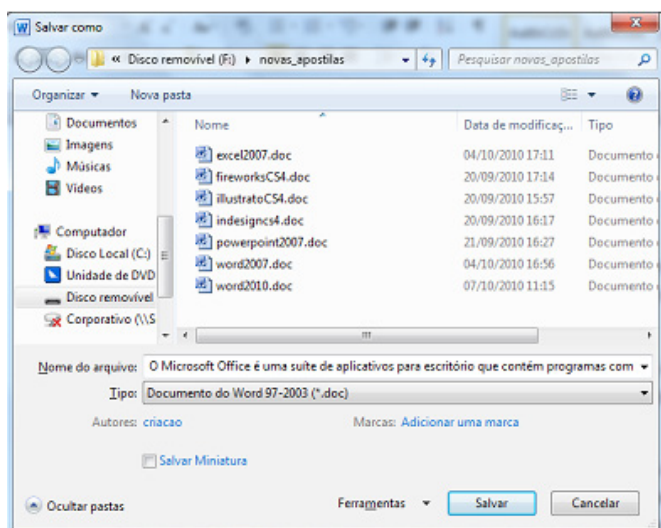 Salvar como
« Disco removível (F:) ▸ novas_apostilas
Pesquisar novas_apostilas
Organizar
Nova pasta
Documentos
Imagens
Músicas
Vídeos
Computador
Disco Local (C:)
Unidade de DVD
Disco removível
Corporativo (\\S
Nome Data de modificaç... Tipo
excel2007.doc 04/10/2010 17:11 Documento
fireworksCS4.doc 20/09/2010 17:14 Documento
illustratoCS4.doc 20/09/2010 15:57 Documento
indesigncs4.doc 20/09/2010 16:17 Documento
powerpoint2007.doc 21/09/2010 16:27 Documento
word2007.doc 04/10/2010 16:56 Documento
word2010.doc 07/10/2010 11:15 Documento
Nome do arquivo: O Microsoft Office é uma suíte de aplicativos para escritório que contém programas com
Tipo: Documento do Word 97-2003 (*.doc)
Autores: criacao Marcas: Adicionar uma marca
Salvar Miniatura
Ocultar pastas Ferramentas Salvar Cancelar